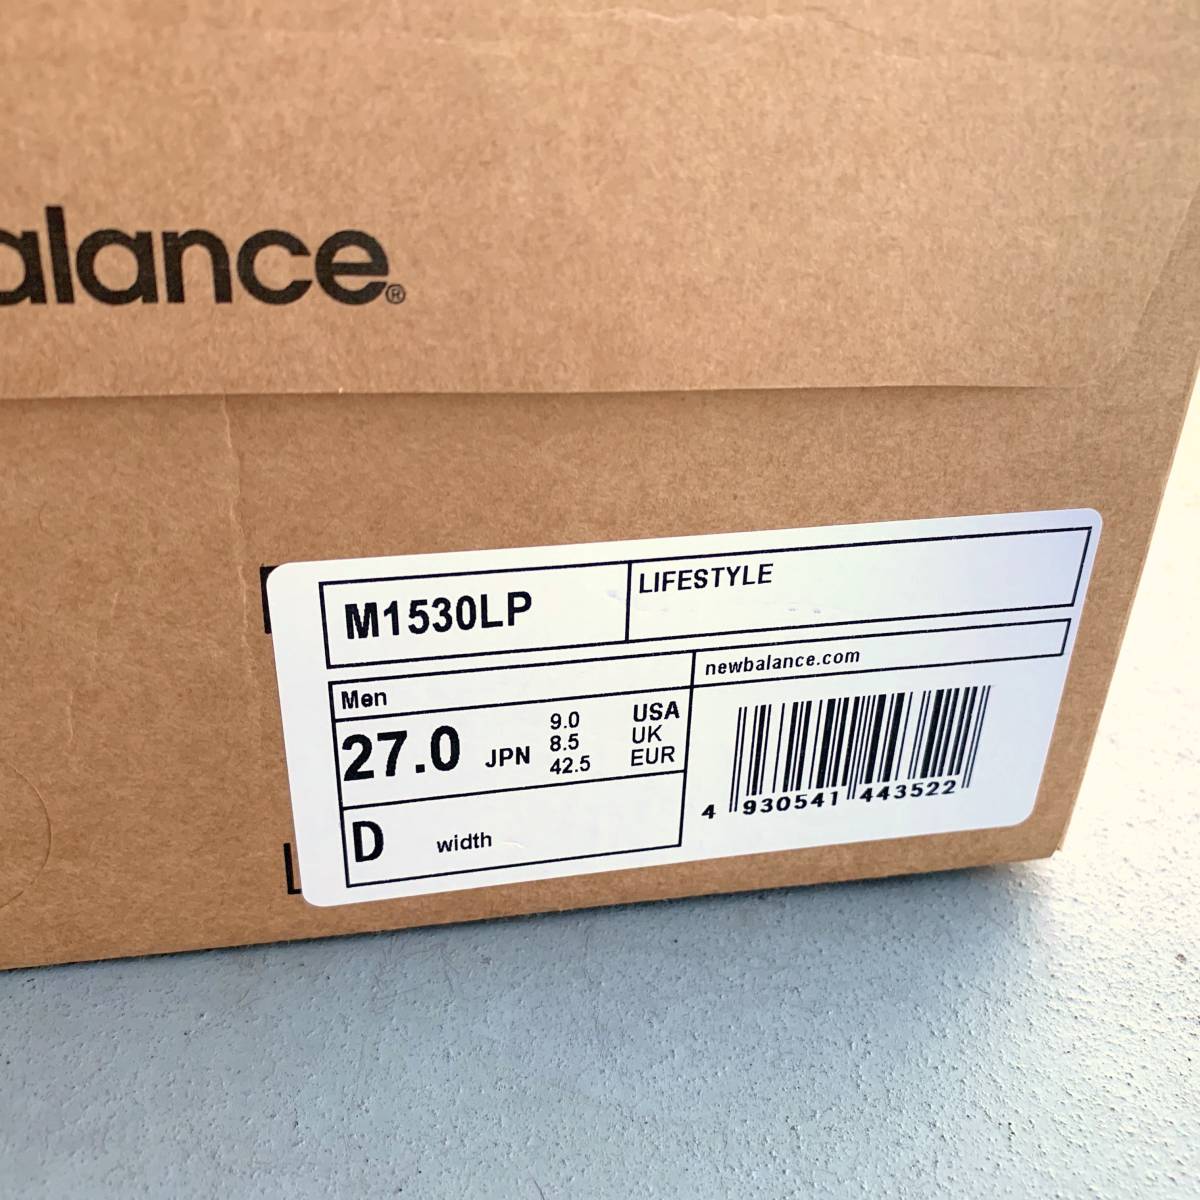 alance®
M1530LP
LIFESTYLE
Men
newbalance.com
27.0 JPN
9.0 USA
8.5 UK
42.5 EUR
D width
4 930541 443522